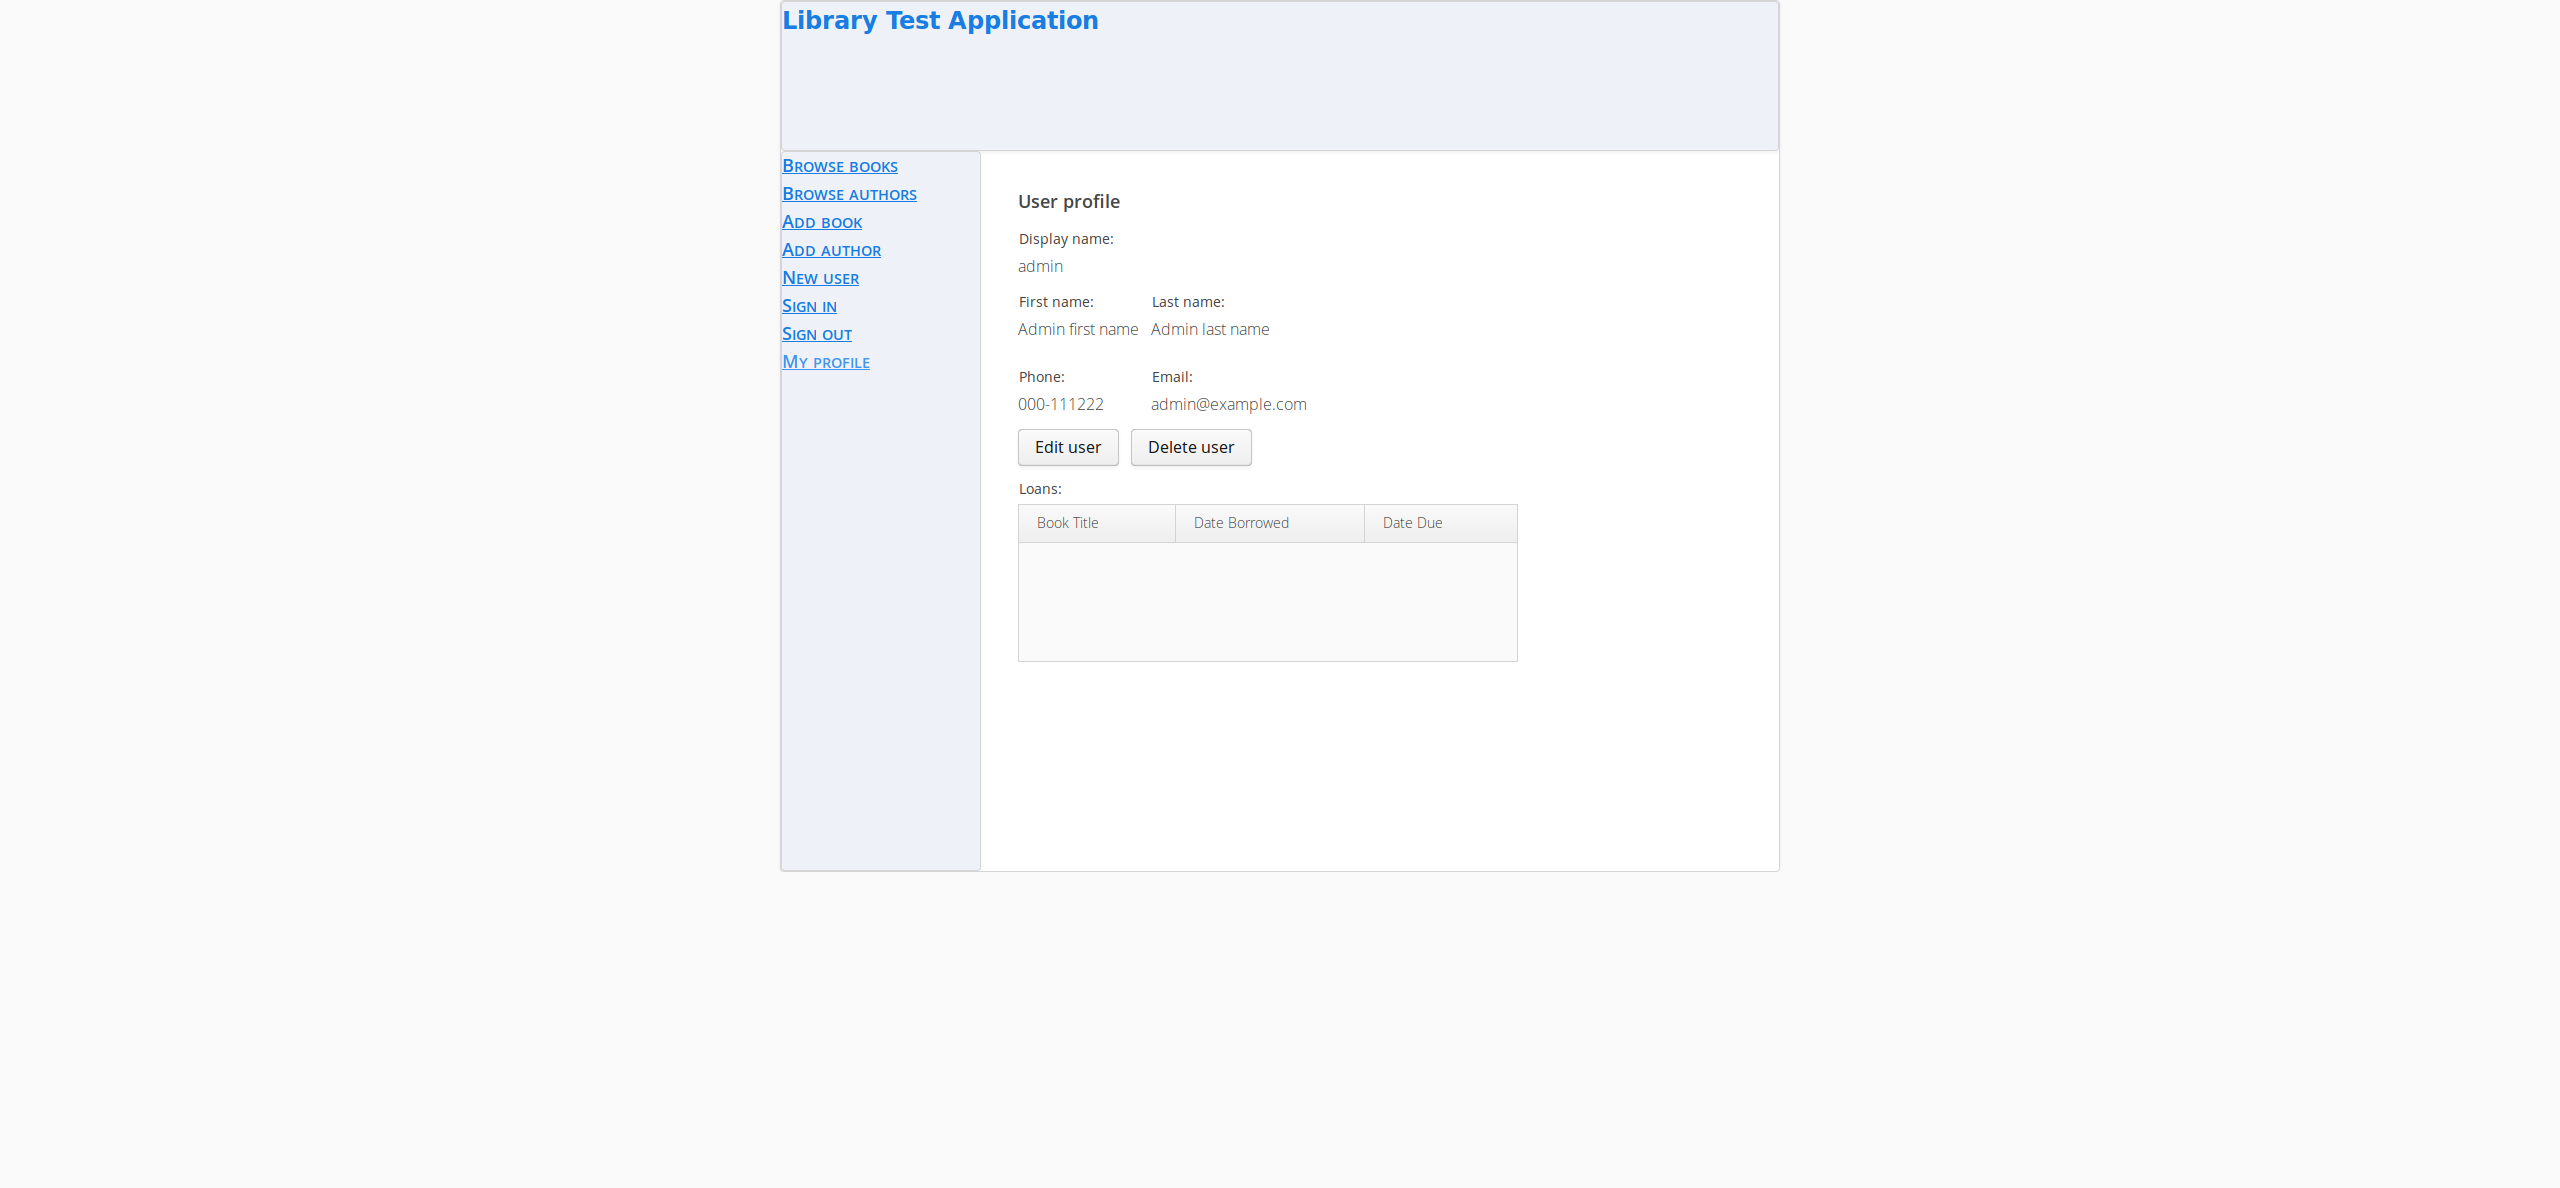 Library Test Application
Browse books
Browse authors
Add book
Add author
New user
Sign in
Sign out
My profile
User profile
Display name:
admin
First name: Last name:
Admin first name Admin last name
Phone: Email:
000-111222 admin@example.com
Edit user Delete user
Loans:
Book Title Date Borrowed Date Due